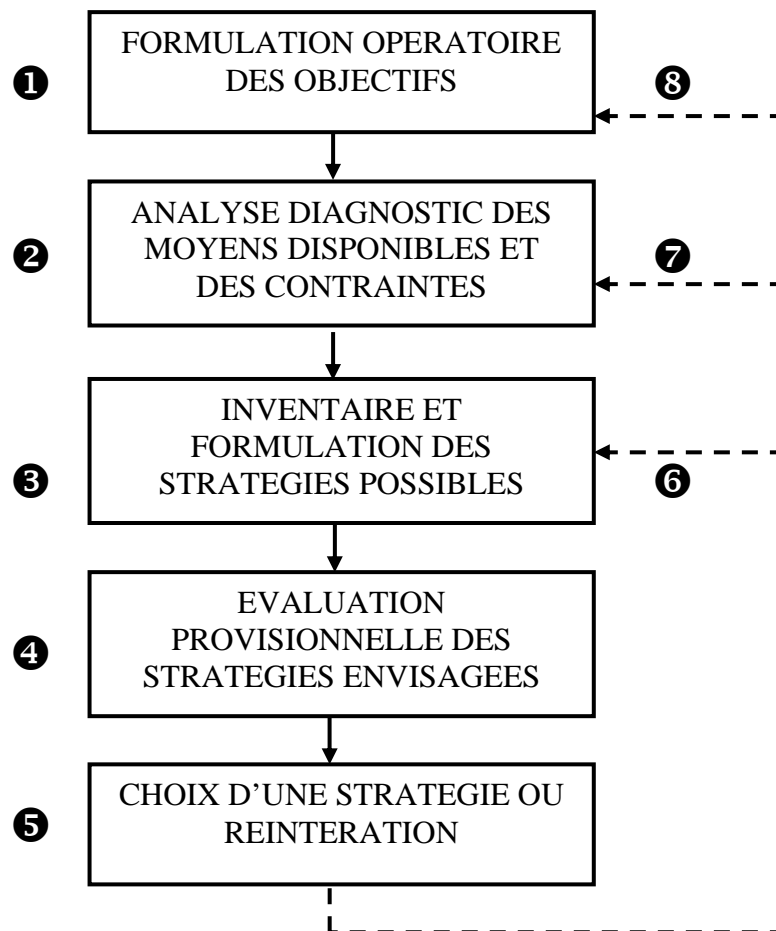 ❶
FORMULATION OPERATOIRE
DES OBJECTIFS
❽
❷
ANALYSE DIAGNOSTIC DES
MOYENS DISPONIBLES ET
DES CONTRAINTES
❼
❸
INVENTAIRE ET
FORMULATION DES
STRATEGIES POSSIBLES
❻
❹
EVALUATION
PROVISIONNELLE DES
STRATEGIES ENVISAGEES
❺
CHOIX D'UNE STRATEGIE OU
REINTERATION